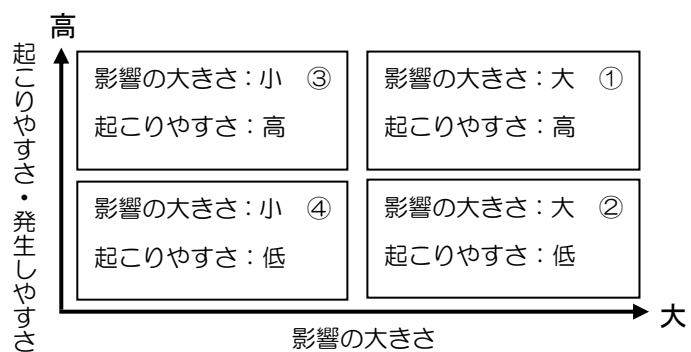 高
起こりやすさ・発生しやすさ
影響の大きさ：小　③
起こりやすさ：高
影響の大きさ：大　①
起こりやすさ：高
影響の大きさ：小　④
起こりやすさ：低
影響の大きさ：大　②
起こりやすさ：低
大
影響の大きさ